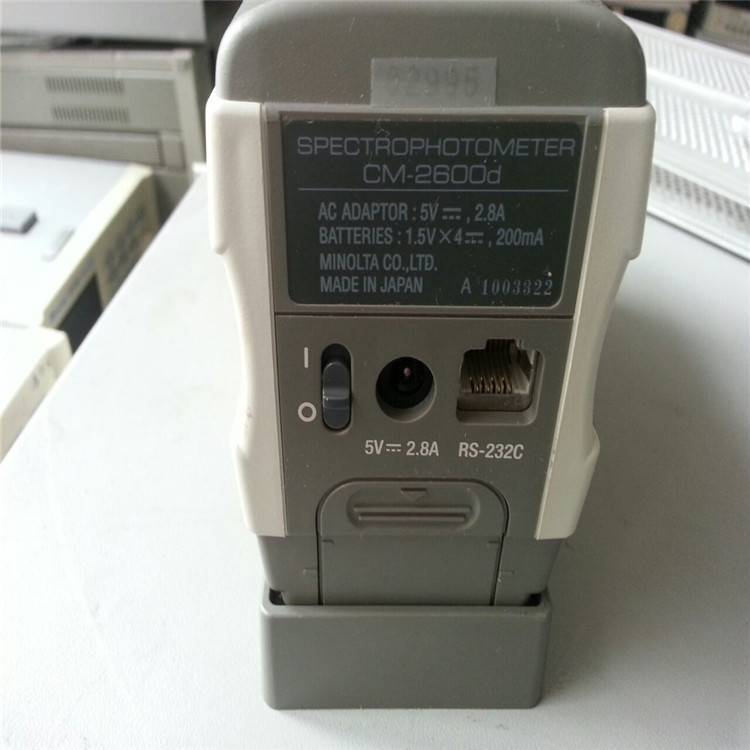 02995
SPECTROPHOTOMETER
CM-2600d
AC ADAPTOR : 5V ⎓ , 2.8A
BATTERIES : 1.5V×4 ⎓ , 200mA
MINOLTA CO.,LTD.
MADE IN JAPAN A 1003322
I
O
5V ⎓ 2.8A RS-232C